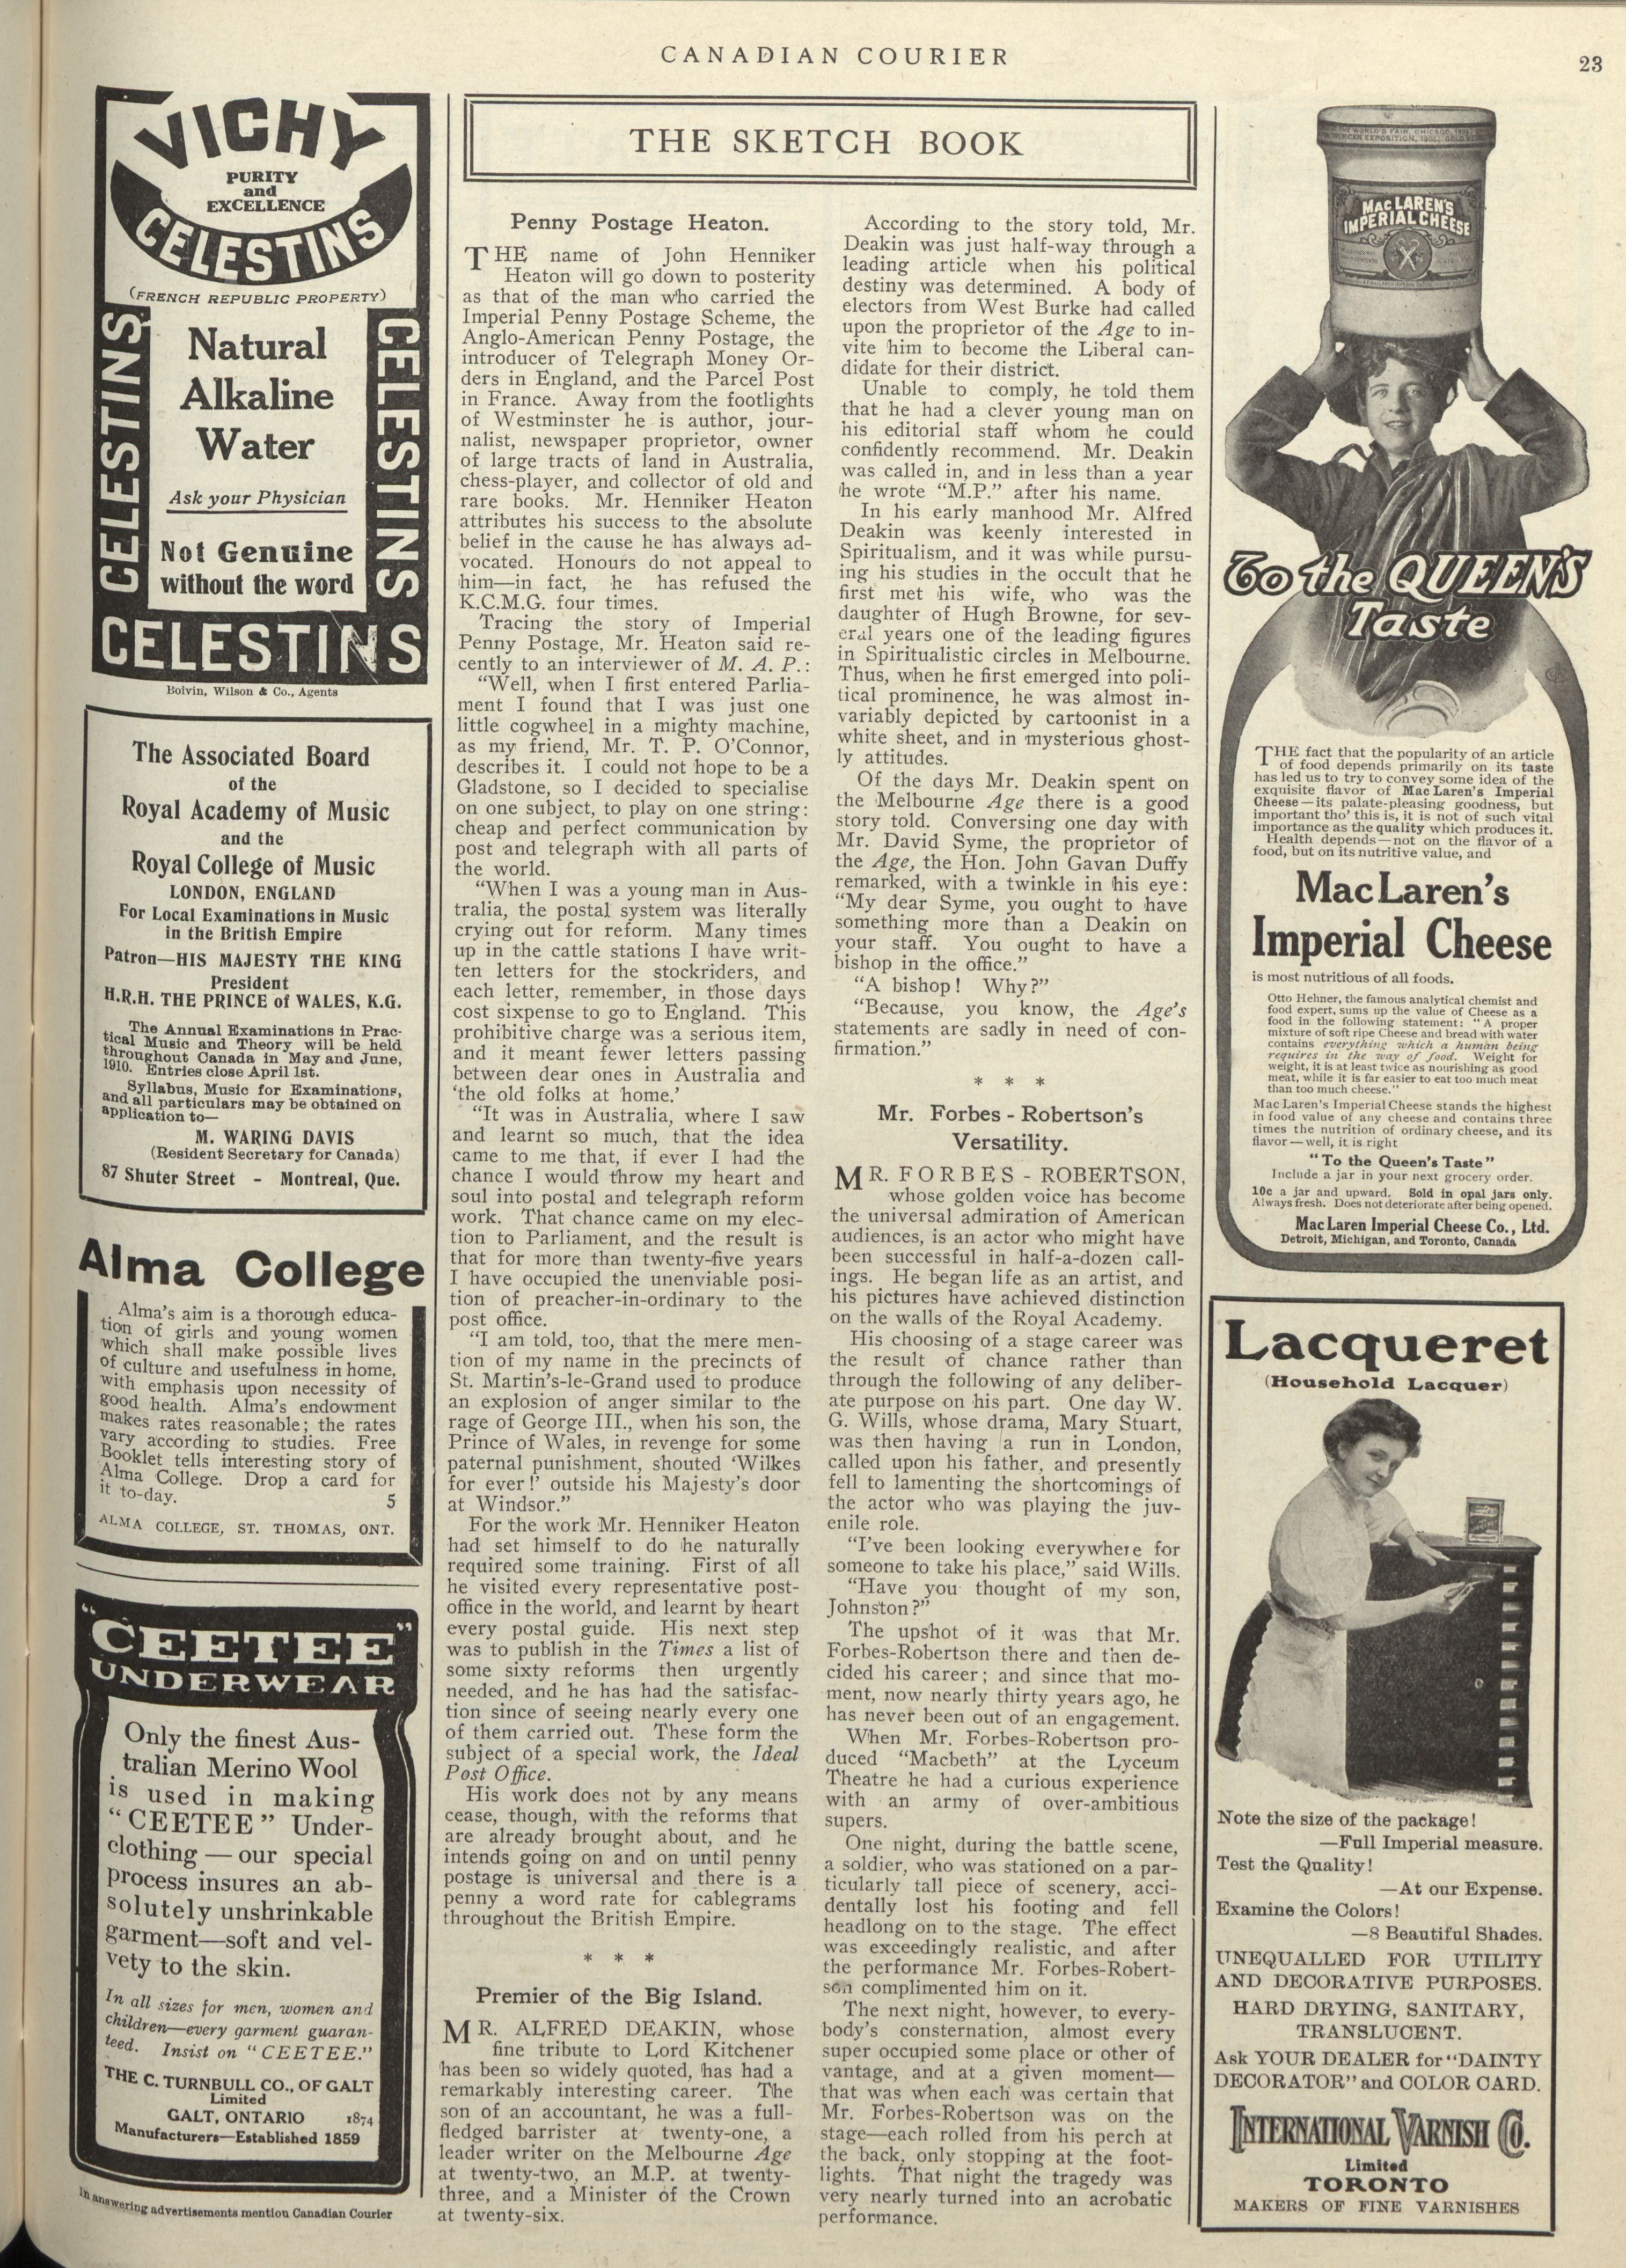 CANADIAN COURIER
23
VICHY
PURITY
and
EXCELLENCE
CELESTINS
(FRENCH REPUBLIC PROPERTY)
CELESTINS
CELESTINS
Natural
Alkaline
Water
Ask your Physician
Not Genuine
without the word
CELESTINS
Boivin, Wilson & Co., Agents
The Associated Board
of the
Royal Academy of Music
and the
Royal College of Music
LONDON, ENGLAND
For Local Examinations in Music
in the British Empire
Patron—HIS MAJESTY THE KING
President
H.R.H. THE PRINCE of WALES, K.G.
The Annual Examinations in Prac-
tical Music and Theory will be held
throughout Canada in May and June,
1910. Entries close April 1st.
Syllabus, Music for Examinations,
and all particulars may be obtained on
application to—
M. WARING DAVIS
(Resident Secretary for Canada)
87 Shuter Street - Montreal, Que.
Alma College
Alma's aim is a thorough educa-
tion of girls and young women
which shall make possible lives
of culture and usefulness in home,
with emphasis upon necessity of
good health. Alma's endowment
makes rates reasonable; the rates
vary according to studies. Free
Booklet tells interesting story of
Alma College. Drop a card for
it to-day. 5
ALMA COLLEGE, ST. THOMAS, ONT.
"CEETEE"
UNDERWEAR
Only the finest Aus-
tralian Merino Wool
is used in making
"CEETEE" Under-
clothing — our special
process insures an ab-
solutely unshrinkable
garment—soft and vel-
vety to the skin.
In all sizes for men, women and
children—every garment guaran-
teed. Insist on "CEETEE."
THE C. TURNBULL CO., OF GALT
Limited
GALT, ONTARIO 1874
Manufacturers—Established 1859
In answering advertisements mention Canadian Courier
THE SKETCH BOOK
Penny Postage Heaton.
THE name of John Henniker
Heaton will go down to posterity
as that of the man who carried the
Imperial Penny Postage Scheme, the
Anglo-American Penny Postage, the
introducer of Telegraph Money Or-
ders in England, and the Parcel Post
in France. Away from the footlights
of Westminster he is author, jour-
nalist, newspaper proprietor, owner
of large tracts of land in Australia,
chess-player, and collector of old and
rare books. Mr. Henniker Heaton
attributes his success to the absolute
belief in the cause he has always ad-
vocated. Honours do not appeal to
him—in fact, he has refused the
K.C.M.G. four times.
Tracing the story of Imperial
Penny Postage, Mr. Heaton said re-
cently to an interviewer of M. A. P.:
"Well, when I first entered Parlia-
ment I found that I was just one
little cogwheel in a mighty machine,
as my friend, Mr. T. P. O'Connor,
describes it. I could not hope to be a
Gladstone, so I decided to specialise
on one subject, to play on one string:
cheap and perfect communication by
post and telegraph with all parts of
the world.
"When I was a young man in Aus-
tralia, the postal system was literally
crying out for reform. Many times
up in the cattle stations I have writ-
ten letters for the stockriders, and
each letter, remember, in those days
cost sixpense to go to England. This
prohibitive charge was a serious item,
and it meant fewer letters passing
between dear ones in Australia and
'the old folks at home.'
"It was in Australia, where I saw
and learnt so much, that the idea
came to me that, if ever I had the
chance I would throw my heart and
soul into postal and telegraph reform
work. That chance came on my elec-
tion to Parliament, and the result is
that for more than twenty-five years
I have occupied the unenviable posi-
tion of preacher-in-ordinary to the
post office.
"I am told, too, that the mere men-
tion of my name in the precincts of
St. Martin's-le-Grand used to produce
an explosion of anger similar to the
rage of George III., when his son, the
Prince of Wales, in revenge for some
paternal punishment, shouted 'Wilkes
for ever!' outside his Majesty's door
at Windsor."
For the work Mr. Henniker Heaton
had set himself to do he naturally
required some training. First of all
he visited every representative post-
office in the world, and learnt by heart
every postal guide. His next step
was to publish in the Times a list of
some sixty reforms then urgently
needed, and he has had the satisfac-
tion since of seeing nearly every one
of them carried out. These form the
subject of a special work, the Ideal
Post Office.
His work does not by any means
cease, though, with the reforms that
are already brought about, and he
intends going on and on until penny
postage is universal and there is a
penny a word rate for cablegrams
throughout the British Empire.
* * *
Premier of the Big Island.
MR. ALFRED DEAKIN, whose
fine tribute to Lord Kitchener
has been so widely quoted, has had a
remarkably interesting career. The
son of an accountant, he was a full-
fledged barrister at twenty-one, a
leader writer on the Melbourne Age
at twenty-two, an M.P. at twenty-
three, and a Minister of the Crown
at twenty-six.
According to the story told, Mr.
Deakin was just half-way through a
leading article when his political
destiny was determined. A body of
electors from West Burke had called
upon the proprietor of the Age to in-
vite him to become the Liberal can-
didate for their district.
Unable to comply, he told them
that he had a clever young man on
his editorial staff whom he could
confidently recommend. Mr. Deakin
was called in, and in less than a year
he wrote "M.P." after his name.
In his early manhood Mr. Alfred
Deakin was keenly interested in
Spiritualism, and it was while pursu-
ing his studies in the occult that he
first met his wife, who was the
daughter of Hugh Browne, for sev-
eral years one of the leading figures
in Spiritualistic circles in Melbourne.
Thus, when he first emerged into poli-
tical prominence, he was almost in-
variably depicted by cartoonist in a
white sheet, and in mysterious ghost-
ly attitudes.
Of the days Mr. Deakin spent on
the Melbourne Age there is a good
story told. Conversing one day with
Mr. David Syme, the proprietor of
the Age, the Hon. John Gavan Duffy
remarked, with a twinkle in his eye:
"My dear Syme, you ought to have
something more than a Deakin on
your staff. You ought to have a
bishop in the office."
"A bishop! Why?"
"Because, you know, the Age's
statements are sadly in need of con-
firmation."
* * *
Mr. Forbes-Robertson's
Versatility.
MR. FORBES-ROBERTSON,
whose golden voice has become
the universal admiration of American
audiences, is an actor who might have
been successful in half-a-dozen call-
ings. He began life as an artist, and
his pictures have achieved distinction
on the walls of the Royal Academy.
His choosing of a stage career was
the result of chance rather than
through the following of any deliber-
ate purpose on his part. One day W.
G. Wills, whose drama, Mary Stuart,
was then having a run in London,
called upon his father, and presently
fell to lamenting the shortcomings of
the actor who was playing the juv-
enile role.
"I've been looking everywhere for
someone to take his place," said Wills.
"Have you thought of my son,
Johnston?"
The upshot of it was that Mr.
Forbes-Robertson there and then de-
cided his career; and since that mo-
ment, now nearly thirty years ago, he
has never been out of an engagement.
When Mr. Forbes-Robertson pro-
duced "Macbeth" at the Lyceum
Theatre he had a curious experience
with an army of over-ambitious
supers.
One night, during the battle scene,
a soldier, who was stationed on a par-
ticularly tall piece of scenery, acci-
dentally lost his footing and fell
headlong on to the stage. The effect
was exceedingly realistic, and after
the performance Mr. Forbes-Robert-
son complimented him on it.
The next night, however, to every-
body's consternation, almost every
super occupied some place or other of
vantage, and at a given moment—
that was when each was certain that
Mr. Forbes-Robertson was on the
stage—each rolled from his perch at
the back, only stopping at the foot-
lights. That night the tragedy was
very nearly turned into an acrobatic
performance.
MAC LAREN'S
IMPERIAL CHEESE
To the QUEEN'S
Taste
THE fact that the popularity of an article
of food depends primarily on its taste
has led us to try to convey some idea of the
exquisite flavor of MacLaren's Imperial
Cheese—its palate-pleasing goodness, but
important tho' this is, it is not of such vital
importance as the quality which produces it.
Health depends—not on the flavor of a
food, but on its nutritive value, and
MacLaren's
Imperial Cheese
is most nutritious of all foods.
Otto Hehner, the famous analytical chemist and
food expert, sums up the value of Cheese as a
food in the following statement: "A proper
mixture of soft ripe Cheese and bread with water
contains everything which a human being
requires in the way of food. Weight for
weight, it is at least twice as nourishing as good
meat, while it is far easier to eat too much meat
than too much cheese."
MacLaren's Imperial Cheese stands the highest
in food value of any cheese and contains three
times the nutrition of ordinary cheese, and its
flavor—well, it is right
"To the Queen's Taste"
Include a jar in your next grocery order.
10c a jar and upward. Sold in opal jars only.
Always fresh. Does not deteriorate after being opened.
MacLaren Imperial Cheese Co., Ltd.
Detroit, Michigan, and Toronto, Canada
Lacqueret
(Household Lacquer)
Note the size of the package!
—Full Imperial measure.
Test the Quality!
—At our Expense.
Examine the Colors!
—8 Beautiful Shades.
UNEQUALLED FOR UTILITY
AND DECORATIVE PURPOSES.
HARD DRYING, SANITARY,
TRANSLUCENT.
Ask YOUR DEALER for "DAINTY
DECORATOR" and COLOR CARD.
INTERNATIONAL VARNISH CO.
Limited
TORONTO
MAKERS OF FINE VARNISHES